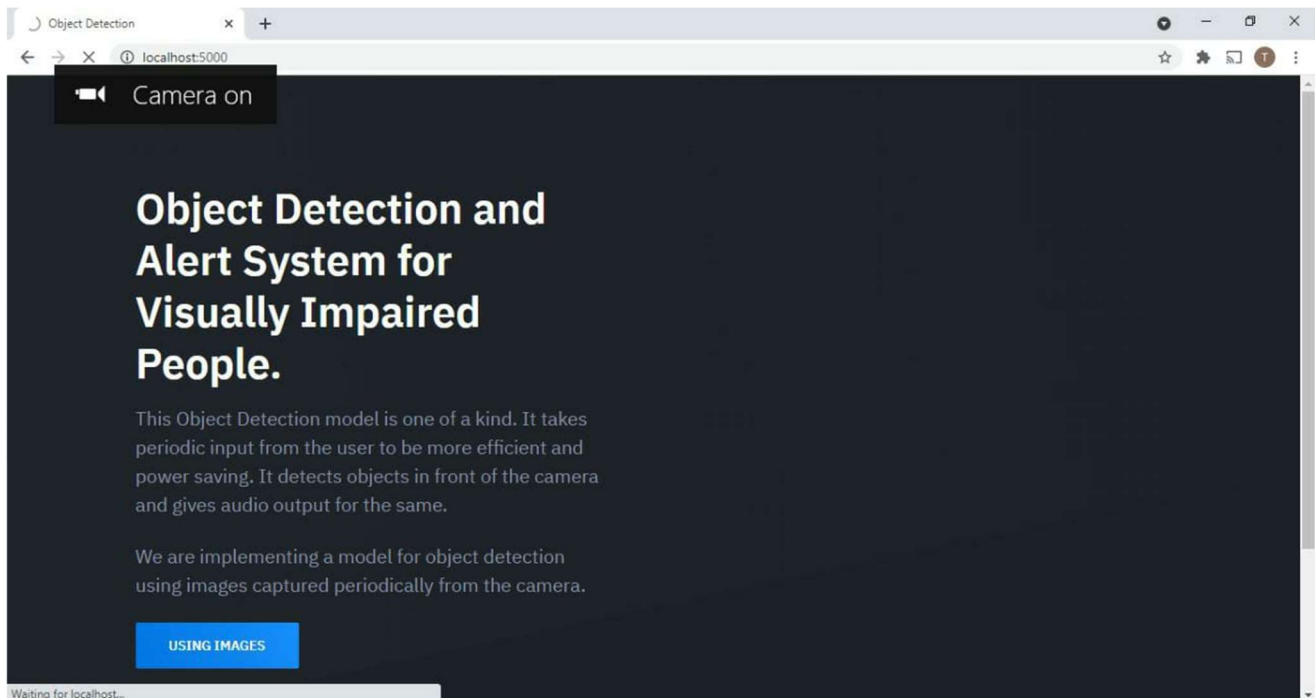 Object Detection
localhost:5000
T
Camera on
Object Detection and
Alert System for
Visually Impaired
People.
This Object Detection model is one of a kind. It takes
periodic input from the user to be more efficient and
power saving. It detects objects in front of the camera
and gives audio output for the same.
We are implementing a model for object detection
using images captured periodically from the camera.
USING IMAGES
Waiting for localhost...